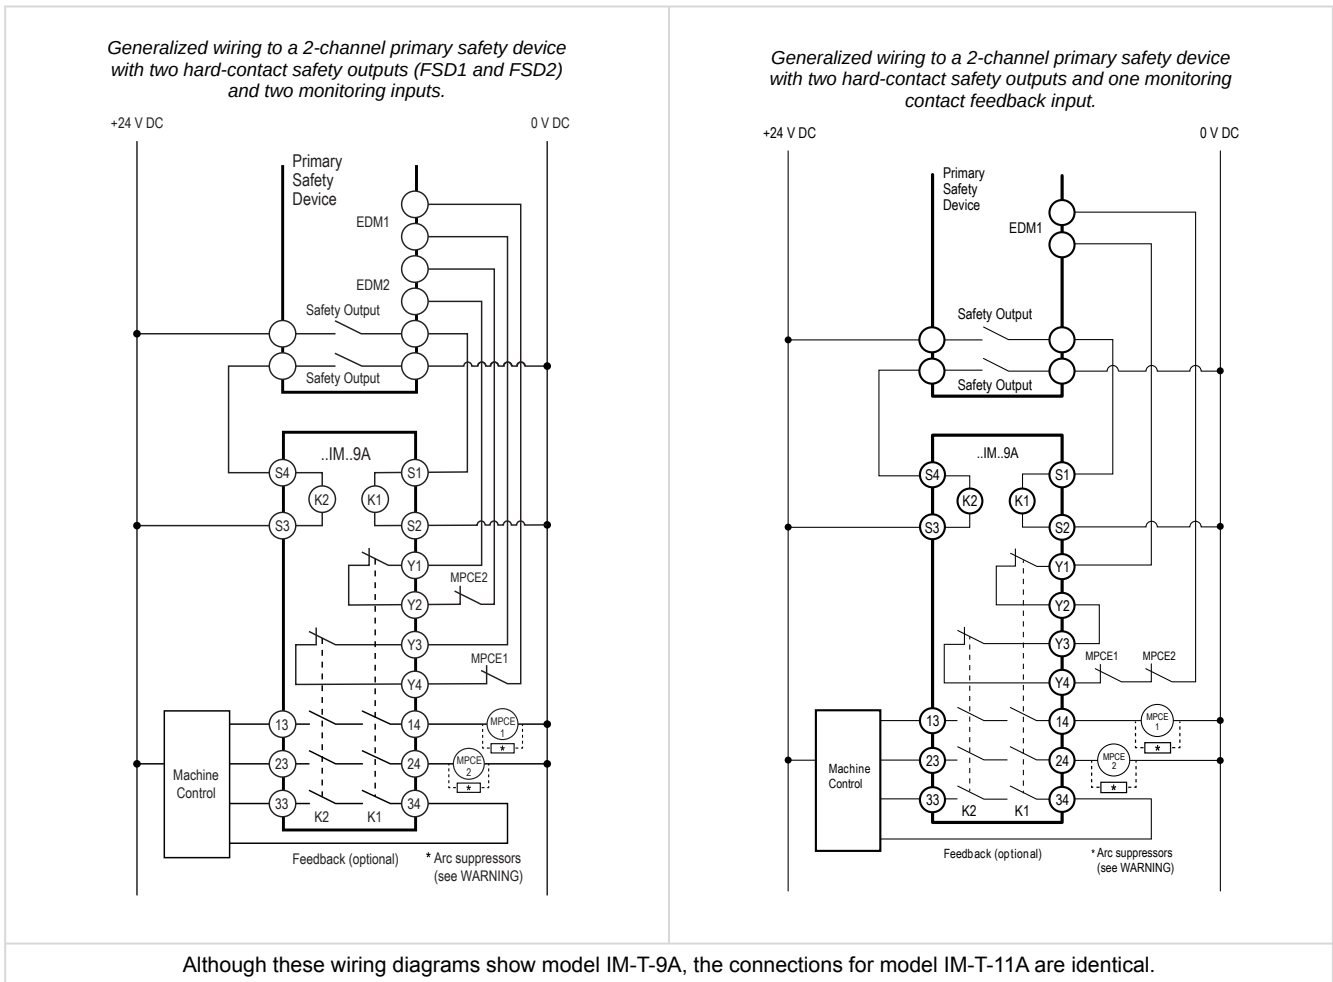 Generalized wiring to a 2-channel primary safety device
with two hard-contact safety outputs (FSD1 and FSD2)
and two monitoring inputs.
+24 V DC
0 V DC
Primary
Safety
Device
EDM1
EDM2
Safety Output
Safety Output
..IM..9A
S4
S1
K2
K1
S3
S2
Y1
MPCE2
Y2
Y3
MPCE1
Y4
13
14
MPCE
1
*
23
24
MPCE
2
*
Machine
Control
33
34
K2
K1
Feedback (optional)
* Arc suppressors
(see WARNING)
Generalized wiring to a 2-channel primary safety device
with two hard-contact safety outputs and one monitoring
contact feedback input.
+24 V DC
0 V DC
Primary
Safety
Device
EDM1
Safety Output
Safety Output
..IM..9A
S4
S1
K2
K1
S3
S2
Y1
Y2
Y3
MPCE1
MPCE2
Y4
13
14
MPCE
1
*
23
24
MPCE
2
*
Machine
Control
33
34
K2
K1
Feedback (optional)
* Arc suppressors
(see WARNING)
Although these wiring diagrams show model IM-T-9A, the connections for model IM-T-11A are identical.